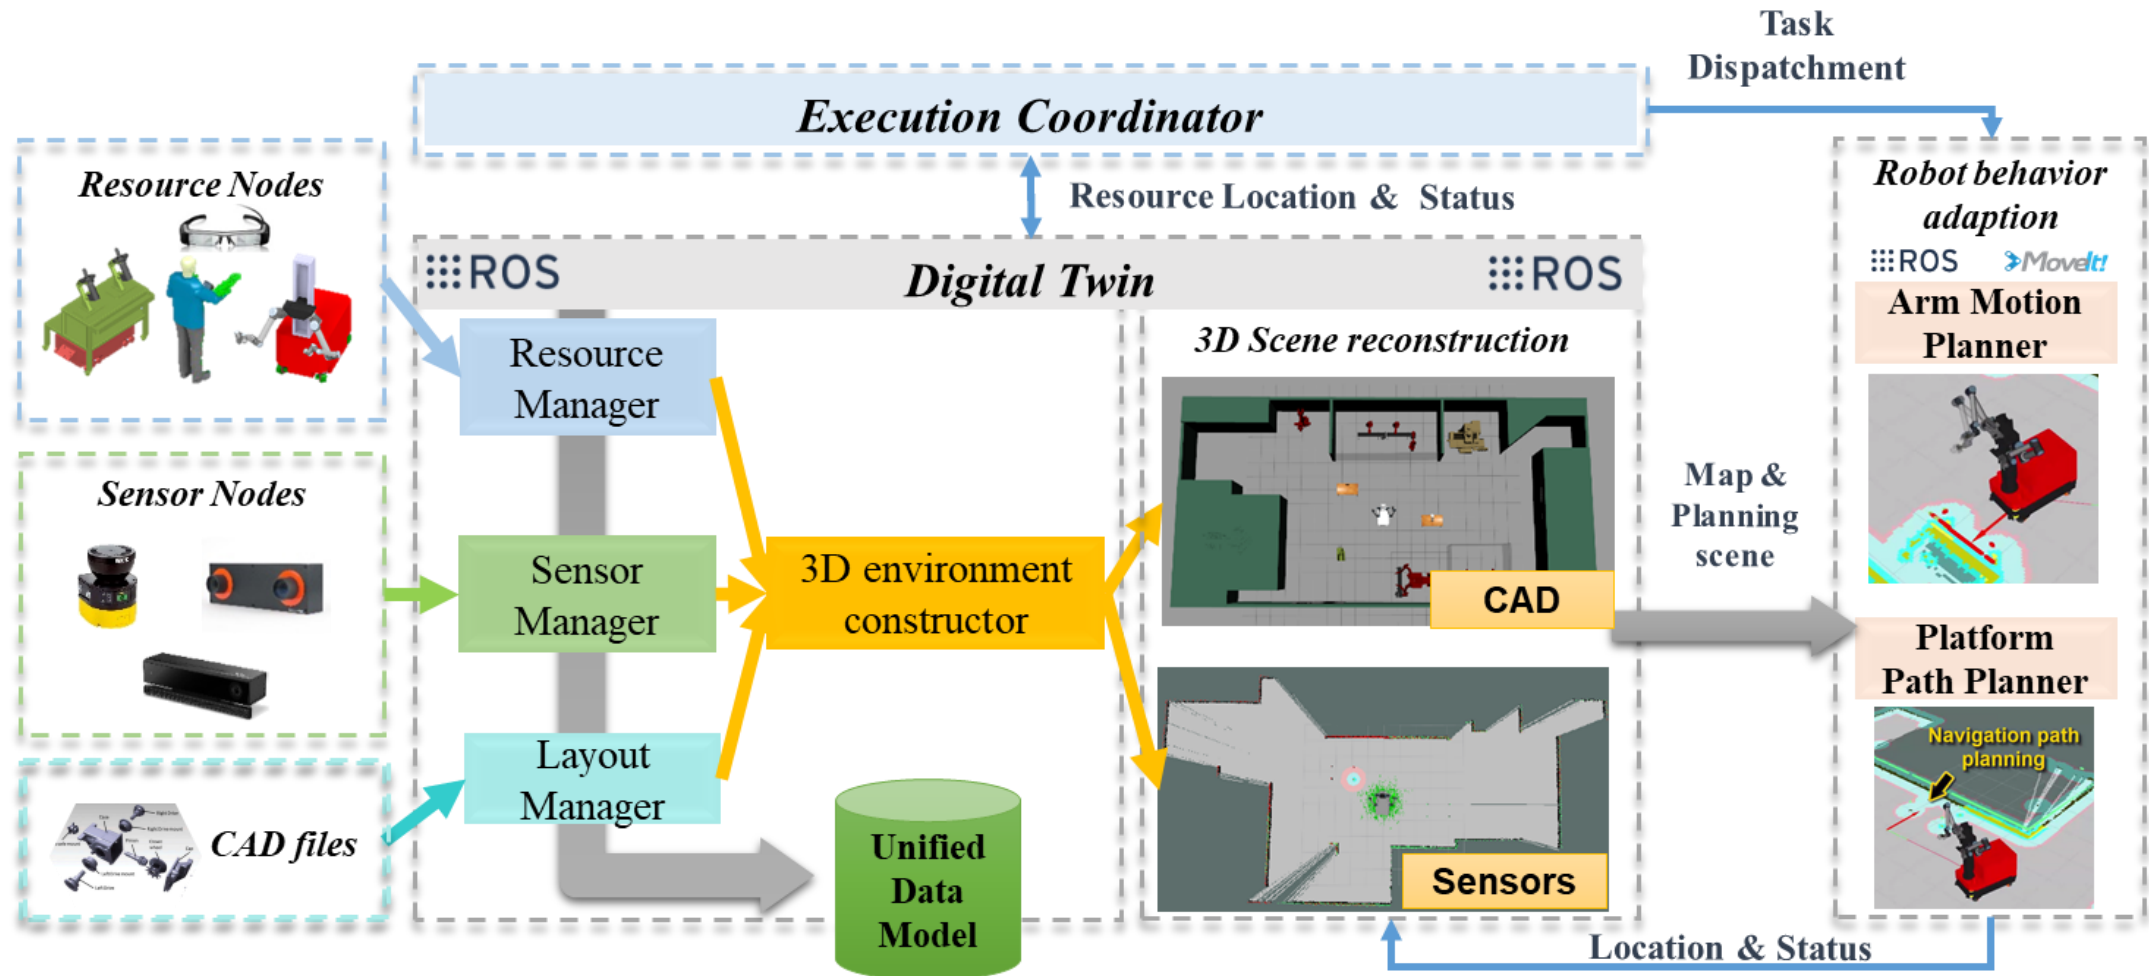 Task
Dispatchment
Execution Coordinator
Resource Nodes
Resource Location & Status
Robot behavior
adaption
ROS
Digital Twin
ROS
ROS
MoveIt!
Arm Motion
Planner
Resource
Manager
3D Scene reconstruction
Sensor Nodes
Map &
Planning
scene
Sensor
Manager
3D environment
constructor
CAD
Platform
Path Planner
Layout
Manager
Navigation path
planning
CAD files
Unified
Data
Model
Sensors
Location & Status